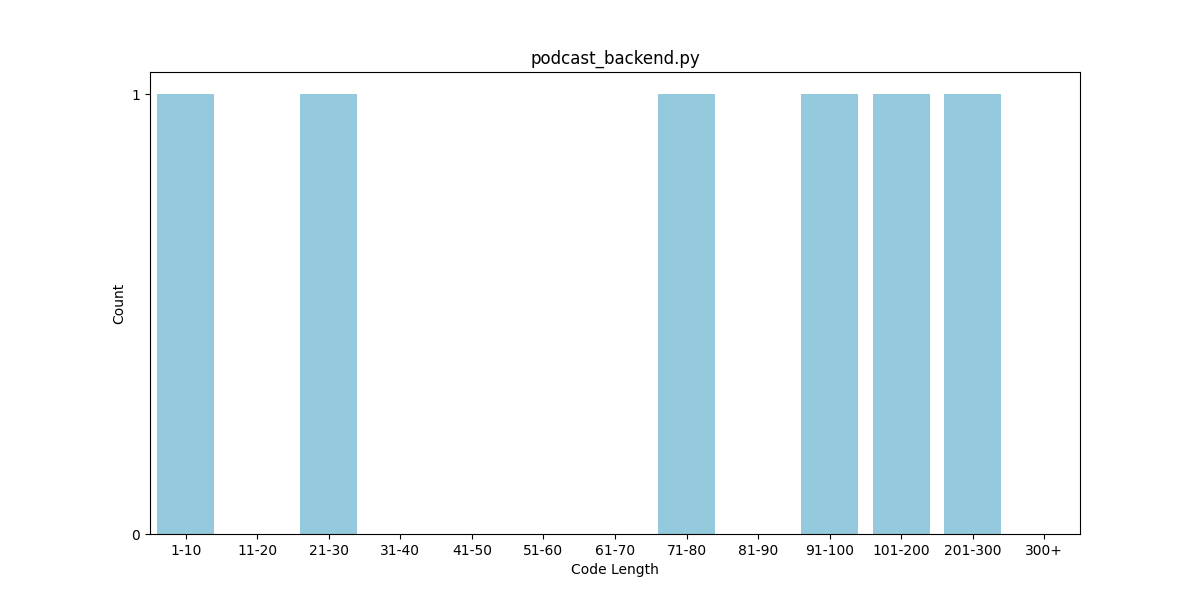 podcast_backend.py
1
0
Count
1-10 11-20 21-30 31-40 41-50 51-60 61-70 71-80 81-90 91-100 101-200 201-300 300+
Code Length